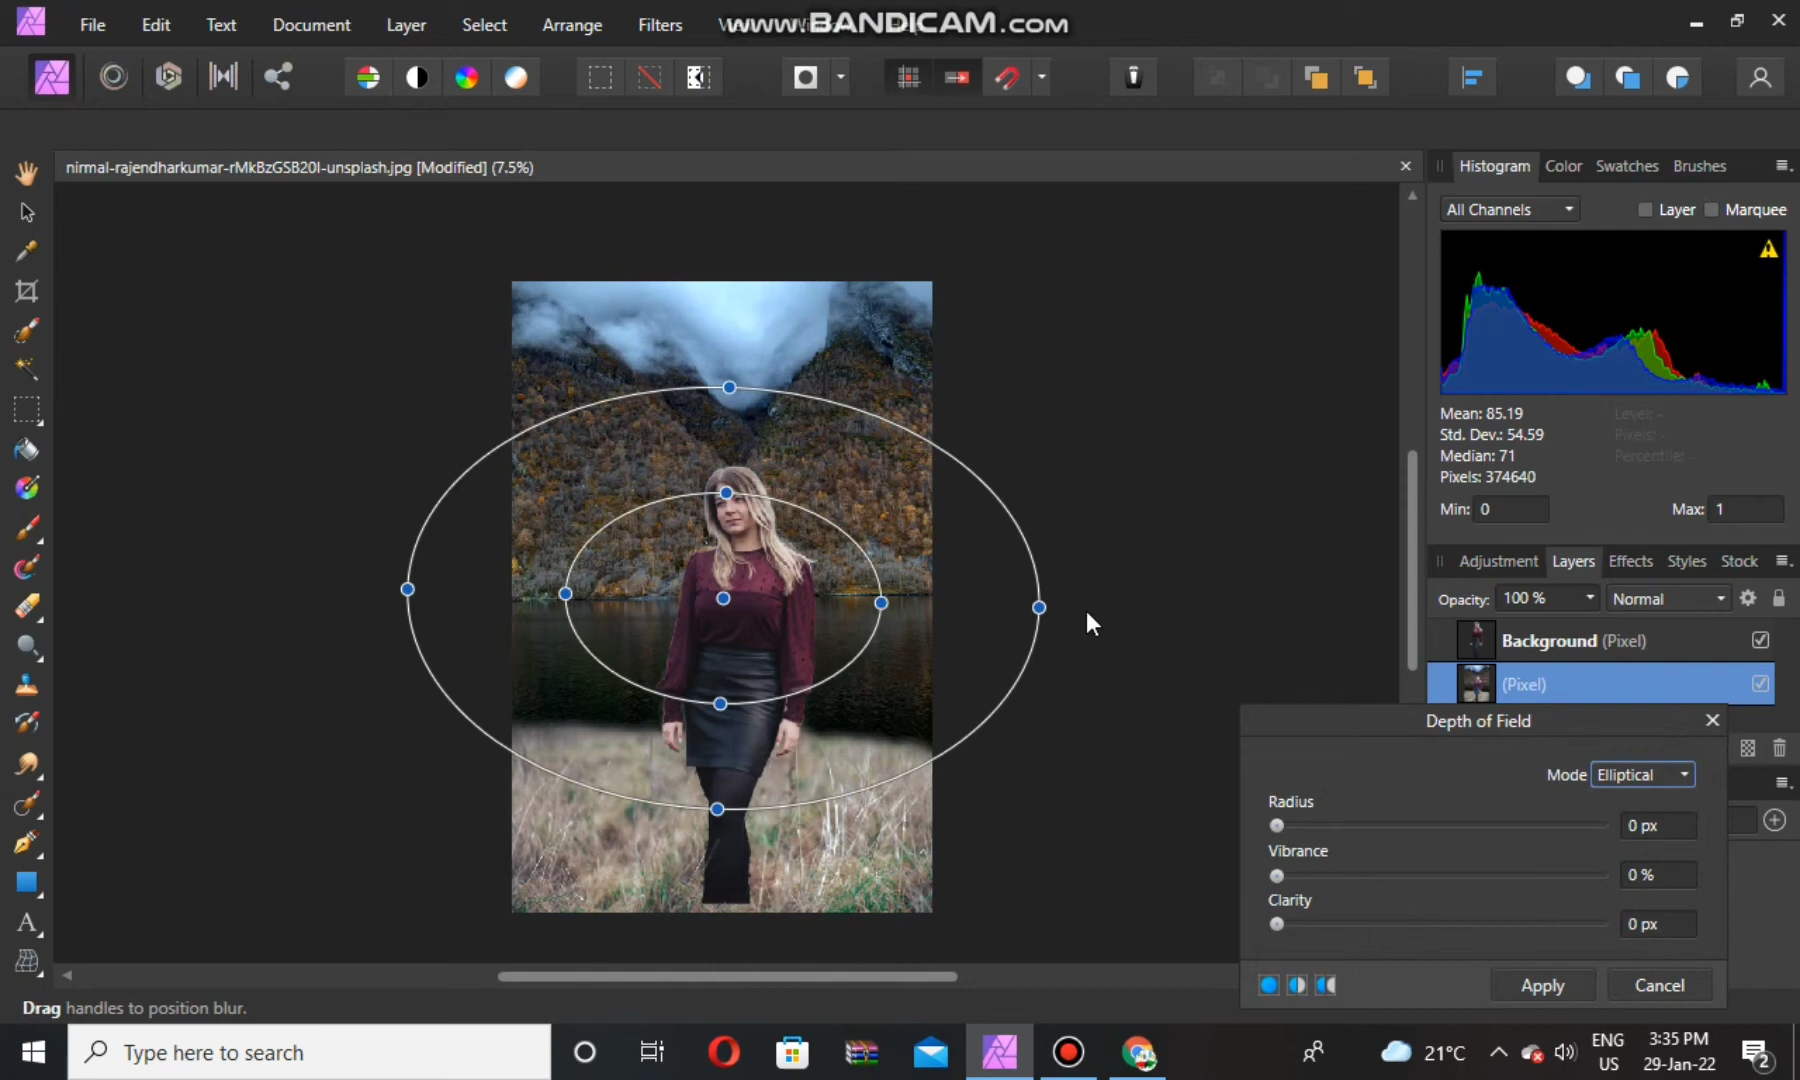 File Edit Text Document Layer Select Arrange Filters
www.BANDICAM.com
nirmal-rajendharkumar-rMkBzGSB20I-unsplash.jpg [Modified] (7.5%)
Histogram Color Swatches Brushes
All Channels Layer Marquee
Mean: 85.19 Level: -
Std. Dev.: 54.59 Pixels: -
Median: 71 Percentile: -
Pixels: 374640
Min: 0 Max: 1
Adjustment Layers Effects Styles Stock
Opacity: 100 % Normal
Background (Pixel)
(Pixel)
Depth of Field
Mode Elliptical
Radius
0 px
Vibrance
0 %
Clarity
0 px
Apply Cancel
Drag handles to position blur.
Type here to search
21°C
ENG
US
3:35 PM
29-Jan-22
2